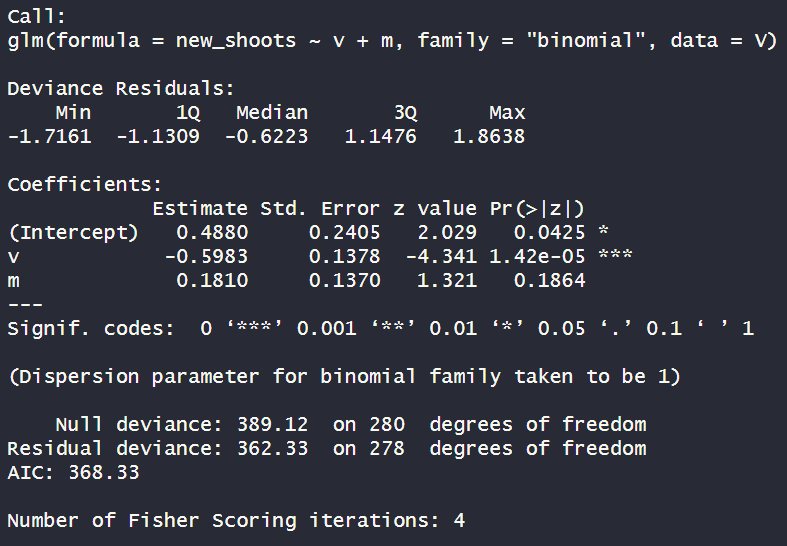 Call:
glm(formula = new_shoots ~ v + m, family = "binomial", data = V)
Deviance Residuals:
    Min       1Q   Median       3Q      Max
-1.7161  -1.1309  -0.6223   1.1476   1.8638
Coefficients:
            Estimate Std. Error z value Pr(>|z|)
(Intercept)   0.4880     0.2405   2.029   0.0425 *
v            -0.5983     0.1378  -4.341 1.42e-05 ***
m             0.1810     0.1370   1.321   0.1864
---
Signif. codes:  0 ‘***’ 0.001 ‘**’ 0.01 ‘*’ 0.05 ‘.’ 0.1 ‘ ’ 1
(Dispersion parameter for binomial family taken to be 1)
    Null deviance: 389.12  on 280  degrees of freedom
Residual deviance: 362.33  on 278  degrees of freedom
AIC: 368.33
Number of Fisher Scoring iterations: 4